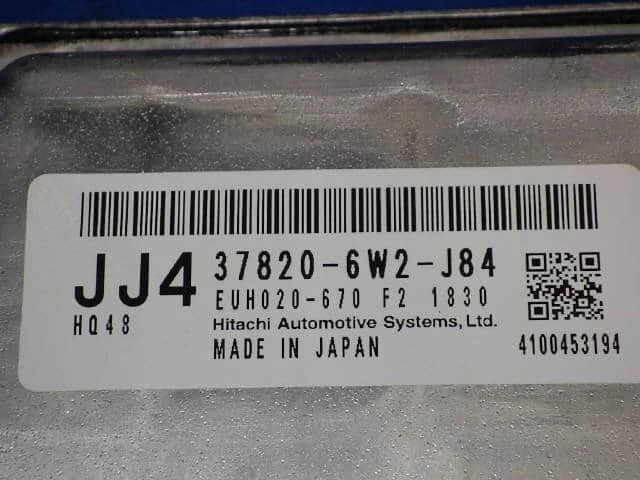 JJ4 37820-6W2-J84
EUH020-670 F2 1830
HQ48 Hitachi Automotive Systems, Ltd.
MADE IN JAPAN 4100453194